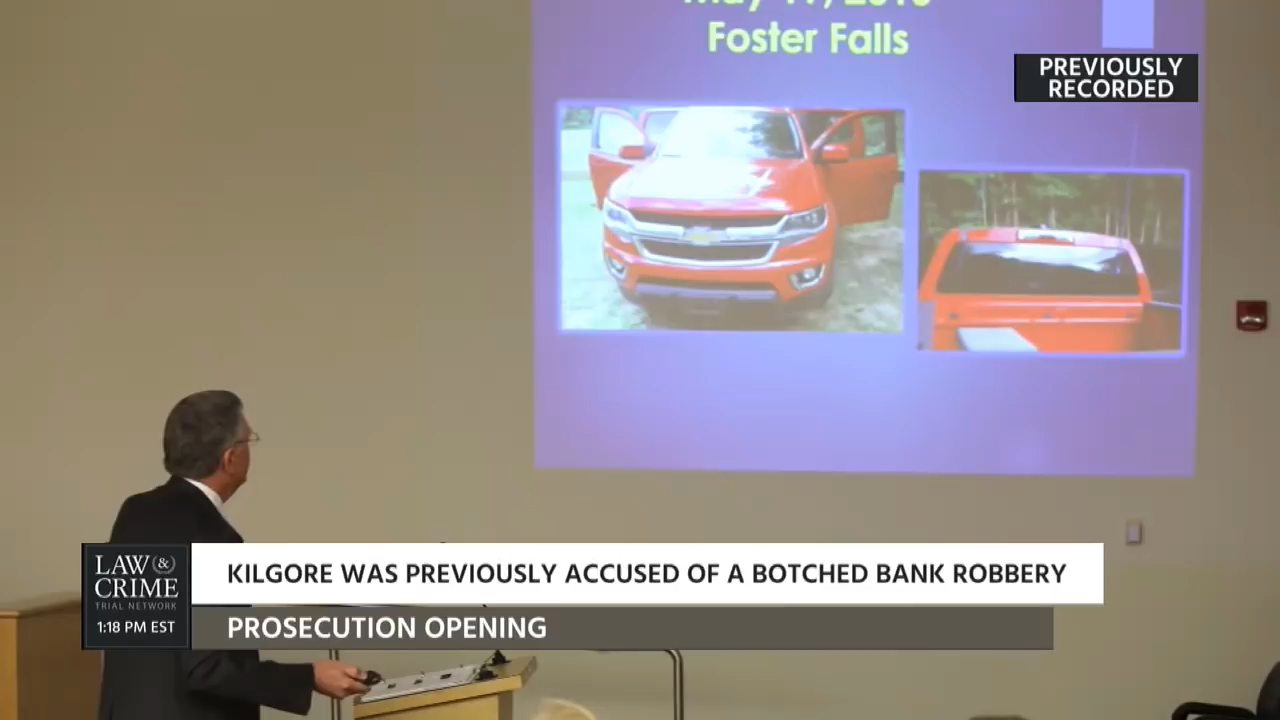 Foster Falls
PREVIOUSLY
RECORDED
KILGORE WAS PREVIOUSLY ACCUSED OF A BOTCHED BANK ROBBERY
LAW &
CRIME
TRIAL NETWORK
1:18 PM EST
PROSECUTION OPENING